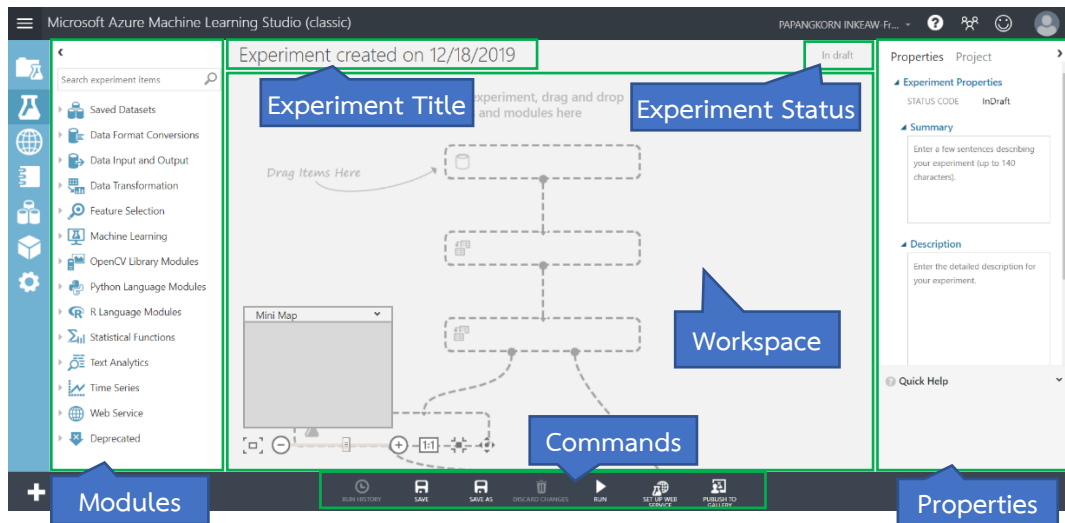 Microsoft Azure Machine Learning Studio (classic)
PAPANGKORN INKEAW-Fr...
Experiment created on 12/18/2019
In draft
Properties Project
Search experiment items
Experiment Properties
STATUS CODE InDraft
Saved Datasets
Data Format Conversions
Data Input and Output
Data Transformation
Feature Selection
Machine Learning
OpenCV Library Modules
Python Language Modules
R Language Modules
Statistical Functions
Text Analytics
Time Series
Web Service
Deprecated
Experiment Title
experiment, drag and drop
and modules here
Experiment Status
Drag Items Here
Mini Map
1:1
Workspace
Commands
Summary
Enter a few sentences describing
your experiment (up to 140
characters).
Description
Enter the detailed description for
your experiment.
Quick Help
Modules
RUN HISTORY
SAVE
SAVE AS
DISCARD CHANGES
RUN
SET UP WEB
SERVICE
PUBLISH TO
GALLERY
Properties